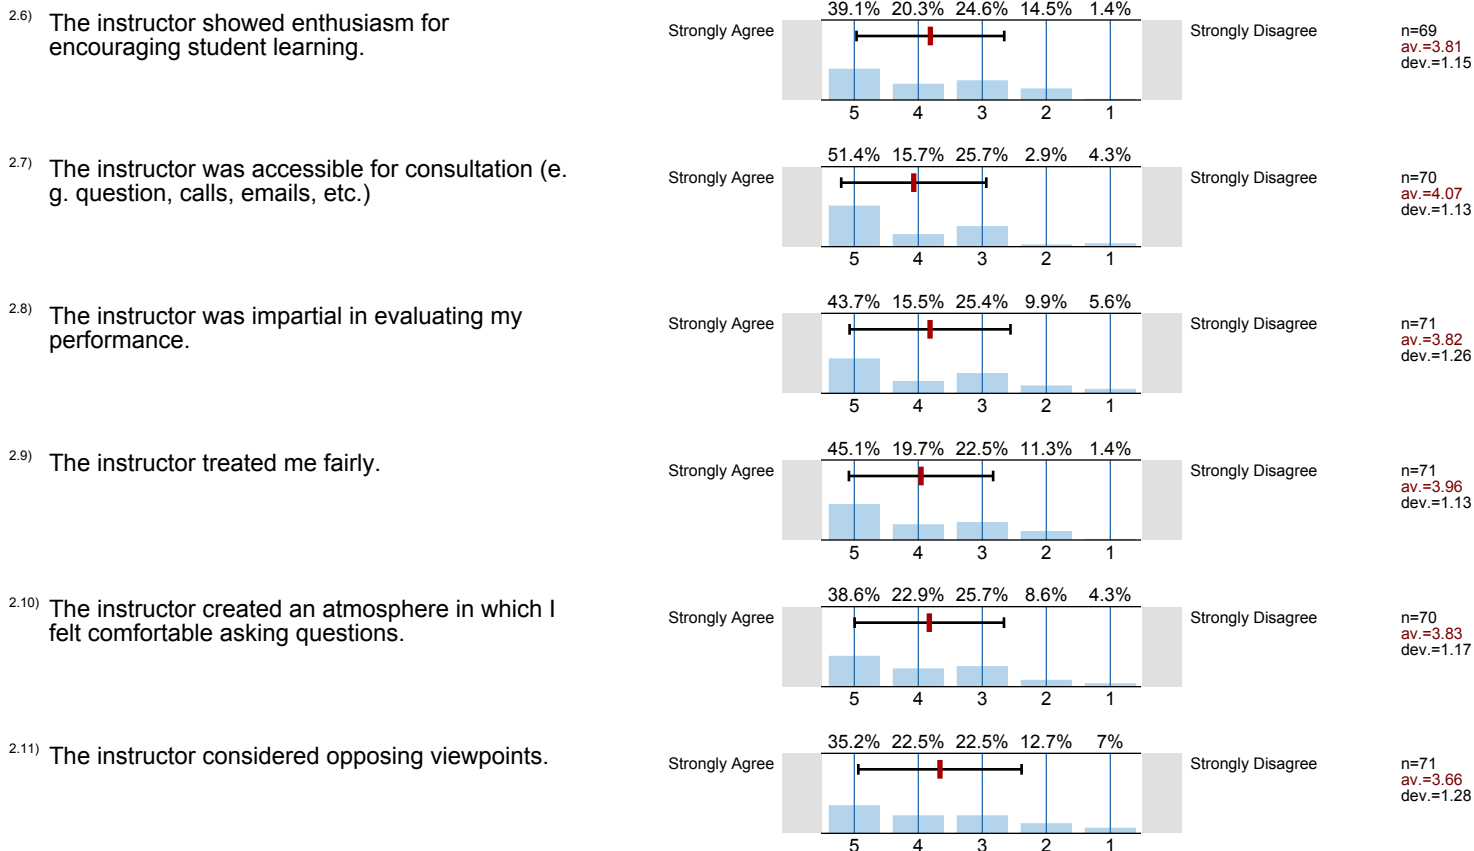 2.6) The instructor showed enthusiasm for
encouraging student learning.
39.1% 20.3% 24.6% 14.5% 1.4%
Strongly Agree
Strongly Disagree
n=69
av.=3.81
dev.=1.15
5 4 3 2 1
2.7) The instructor was accessible for consultation (e.
g. question, calls, emails, etc.)
51.4% 15.7% 25.7% 2.9% 4.3%
Strongly Agree
Strongly Disagree
n=70
av.=4.07
dev.=1.13
5 4 3 2 1
2.8) The instructor was impartial in evaluating my
performance.
43.7% 15.5% 25.4% 9.9% 5.6%
Strongly Agree
Strongly Disagree
n=71
av.=3.82
dev.=1.26
5 4 3 2 1
2.9) The instructor treated me fairly.
45.1% 19.7% 22.5% 11.3% 1.4%
Strongly Agree
Strongly Disagree
n=71
av.=3.96
dev.=1.13
5 4 3 2 1
2.10) The instructor created an atmosphere in which I
felt comfortable asking questions.
38.6% 22.9% 25.7% 8.6% 4.3%
Strongly Agree
Strongly Disagree
n=70
av.=3.83
dev.=1.17
5 4 3 2 1
2.11) The instructor considered opposing viewpoints.
35.2% 22.5% 22.5% 12.7% 7%
Strongly Agree
Strongly Disagree
n=71
av.=3.66
dev.=1.28
5 4 3 2 1